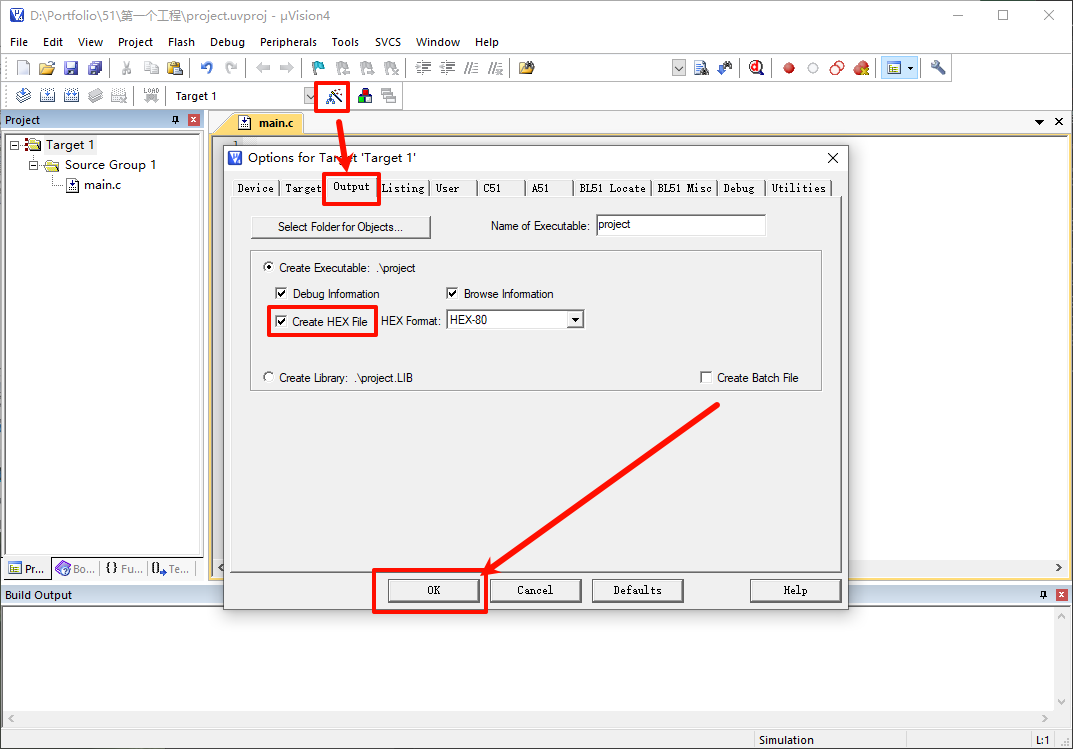 D:\Portfolio\51\第一个工程\project.uvproj - µVision4
File Edit View Project Flash Debug Peripherals Tools SVCS Window Help
LOAD Target 1
Project
main.c
Target 1
Source Group 1
main.c
1
Options for Target 'Target 1'
Device Target Output Listing User C51 A51 BL51 Locate BL51 Misc Debug Utilities
Select Folder for Objects... Name of Executable: project
Create Executable: .\project
Debug Information Browse Information
Create HEX File HEX Format: HEX-80
Create Library: .\project.LIB Create Batch File
OK Cancel Defaults Help
Pr... Bo... {} Fu... 0 Te...
Build Output
Simulation L:1